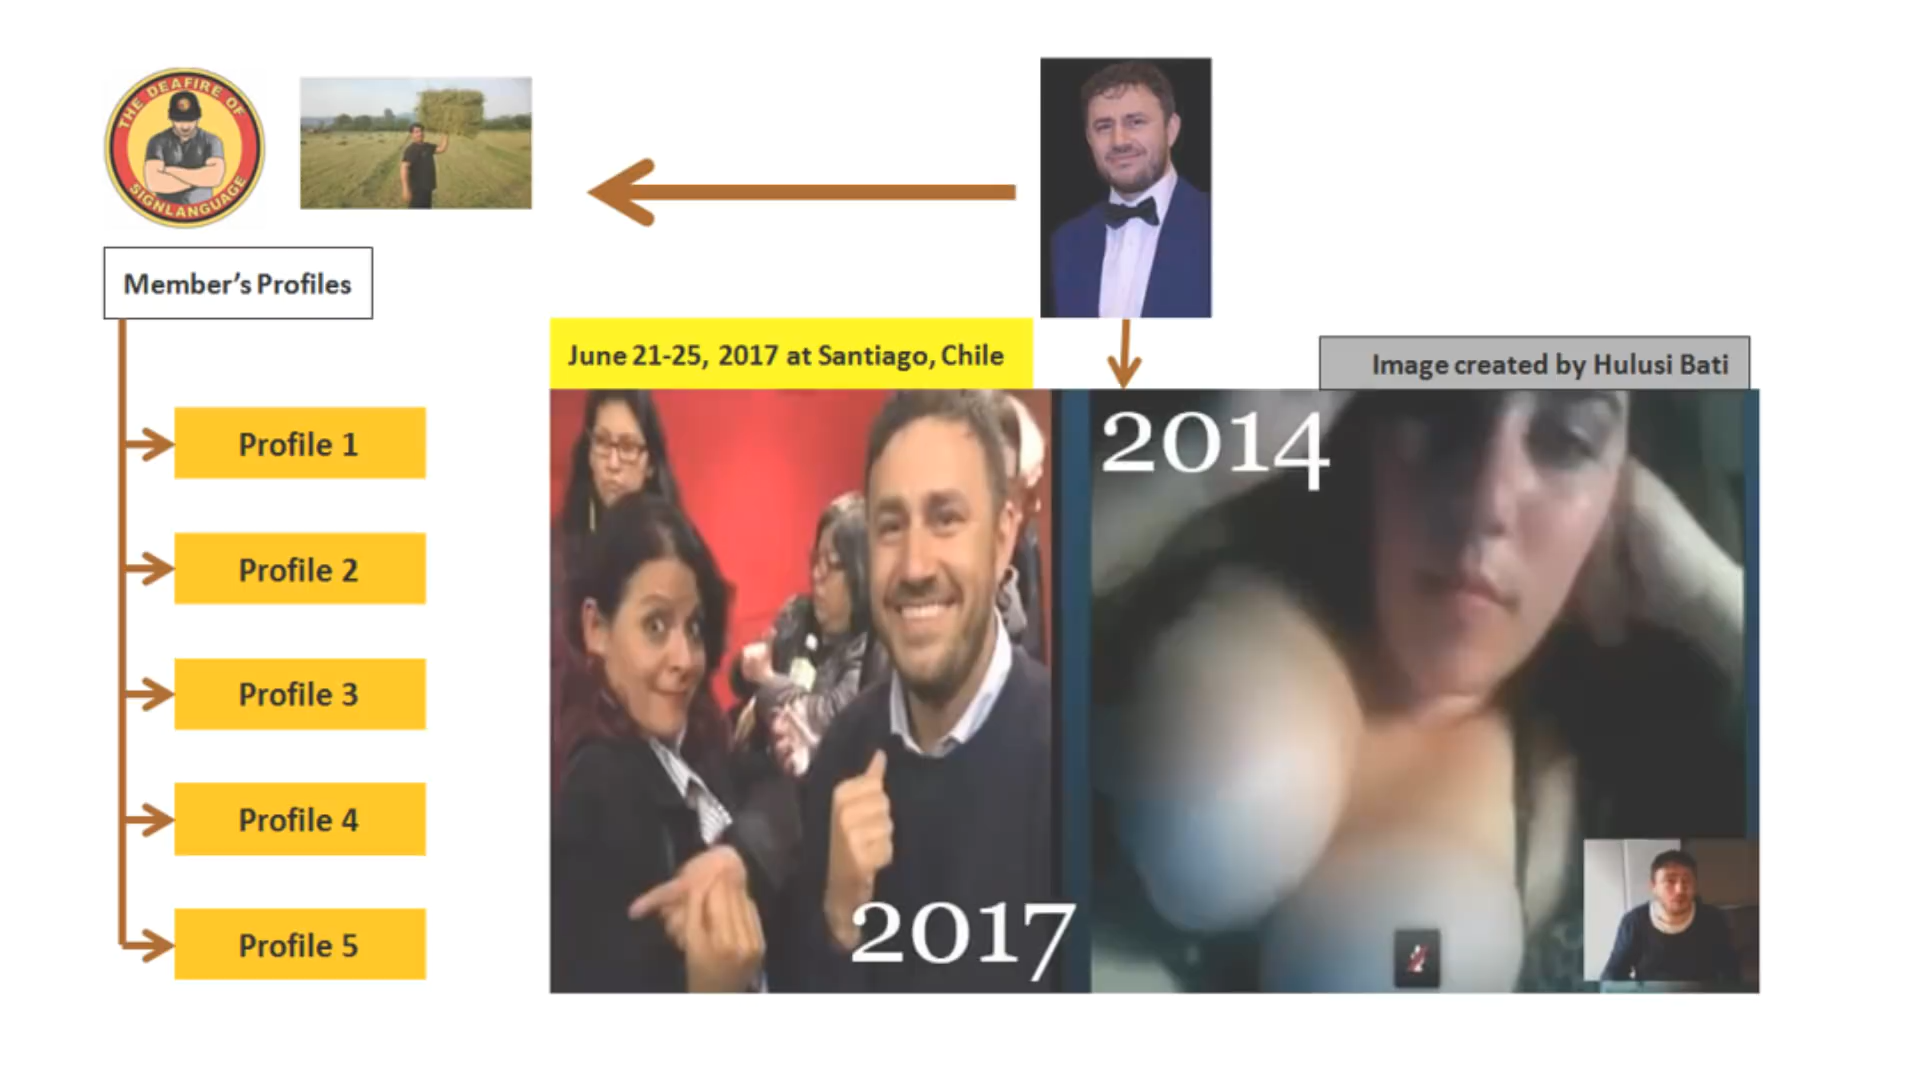 THE DEAFIRE OF
SIGNLANGUAGE
Member's Profiles
June 21-25, 2017 at Santiago, Chile
Image created by Hulusi Bati
Profile 1
Profile 2
Profile 3
Profile 4
Profile 5
2017
2014